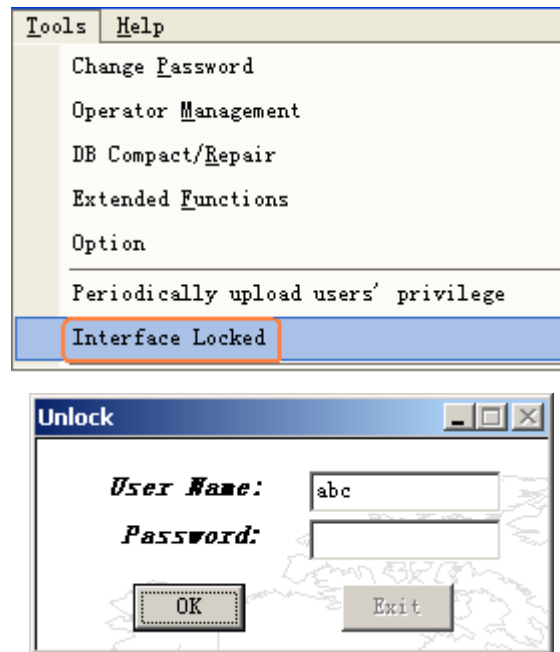 Tools Help
Change Password
Operator Management
DB Compact/Repair
Extended Functions
Option
Periodically upload users' privilege
Interface Locked
Unlock
User Name: abc
Password:
OK Exit